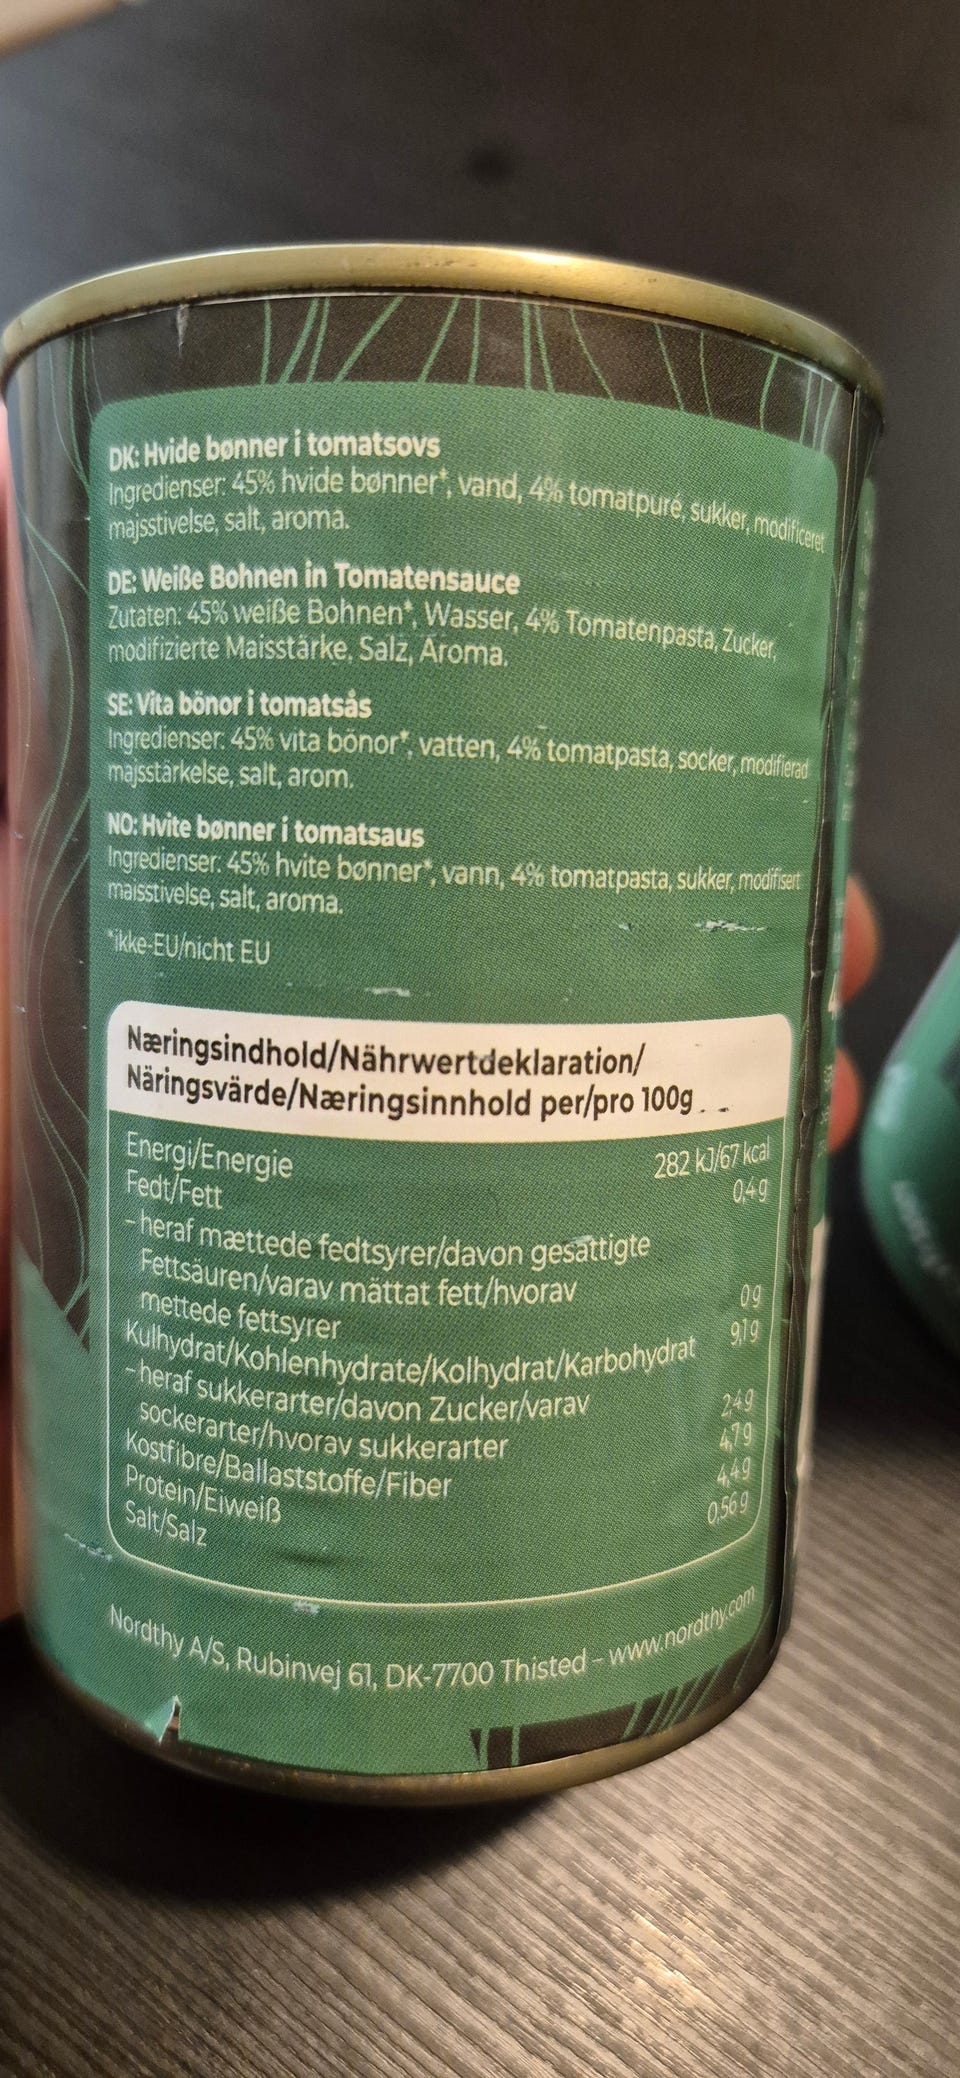 DK: Hvide bønner i tomatsovs
Ingredienser: 45% hvide bønner*, vand, 4% tomatpuré, sukker, modificeret
majsstivelse, salt, aroma.
DE: Weiße Bohnen in Tomatensauce
Zutaten: 45% weiße Bohnen*, Wasser, 4% Tomatenpasta, Zucker,
modifizierte Maisstärke, Salz, Aroma.
SE: Vita bönor i tomatsås
Ingredienser: 45% vita bönor*, vatten, 4% tomatpasta, socker, modifierad
majsstärkelse, salt, arom.
NO: Hvite bønner i tomatsaus
Ingredienser: 45% hvite bønner*, vann, 4% tomatpasta, sukker, modifisert
maisstivelse, salt, aroma.
*ikke-EU/nicht EU
Næringsindhold/Nährwertdeklaration/
Näringsvärde/Næringsinnhold per/pro 100g
Energi/Energie 282 kJ/67 kcal
Fedt/Fett 0,4 g
- heraf mættede fedtsyrer/davon gesättigte
Fettsäuren/varav mättat fett/hvorav
mettede fettsyrer 0 g
Kulhydrat/Kohlenhydrate/Kolhydrat/Karbohydrat 9,1 g
- heraf sukkerarter/davon Zucker/varav
sockerarter/hvorav sukkerarter 2,4 g
Kostfibre/Ballaststoffe/Fiber 4,7 g
Protein/Eiweiß 4,4 g
Salt/Salz 0,56 g
Nordthy A/S, Rubinvej 61, DK-7700 Thisted - www.nordthy.com